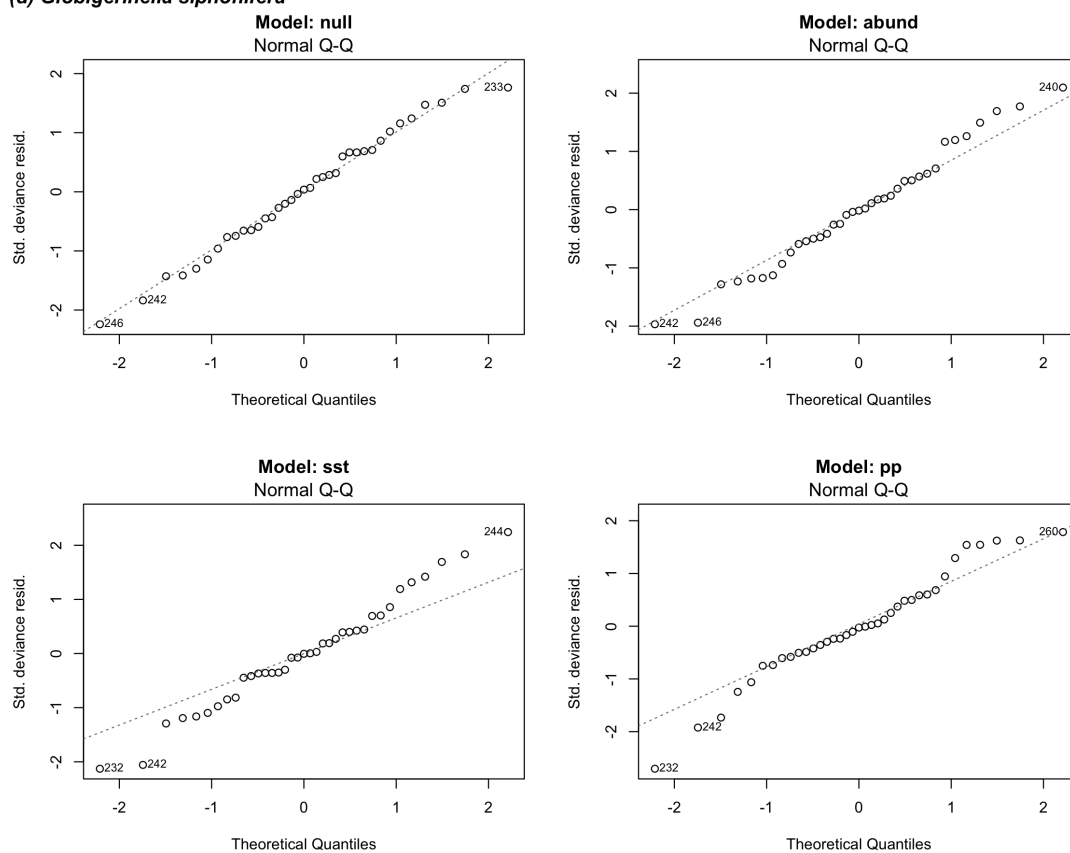 (d) Globigerinella siphonifera
Model: null
Normal Q-Q
Std. deviance resid.
2
1
0
-1
-2
233
242
246
-2 -1 0 1 2
Theoretical Quantiles
Model: abund
Normal Q-Q
Std. deviance resid.
2
1
0
-1
-2
240
242
246
-2 -1 0 1 2
Theoretical Quantiles
Model: sst
Normal Q-Q
Std. deviance resid.
2
1
0
-1
-2
244
232
242
-2 -1 0 1 2
Theoretical Quantiles
Model: pp
Normal Q-Q
Std. deviance resid.
2
1
0
-1
-2
260
242
232
-2 -1 0 1 2
Theoretical Quantiles